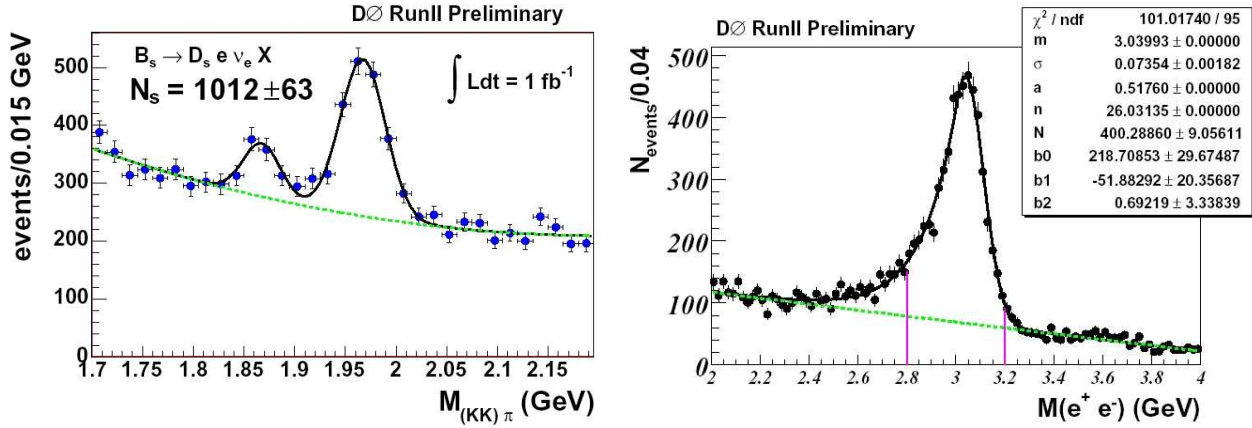 DØ RunII Preliminary
B_s → D_s e ν_e X
N_s = 1012 ±63
∫ Ldt = 1 fb⁻¹
events/0.015 GeV
500
400
300
200
100
0
1.7 1.75 1.8 1.85 1.9 1.95 2 2.05 2.1 2.15
M_(KK) π (GeV)
DØ RunII Preliminary
χ² / ndf 101.01740 / 95
m 3.03993 ± 0.00000
σ 0.07354 ± 0.00182
a 0.51760 ± 0.00000
n 26.03135 ± 0.00000
N 400.28860 ± 9.05611
b0 218.70853 ± 29.67487
b1 -51.88292 ± 20.35687
b2 0.69219 ± 3.33839
N_events/0.04
500
400
300
200
100
0
2 2.2 2.4 2.6 2.8 3 3.2 3.4 3.6 3.8 4
M(e⁺ e⁻) (GeV)